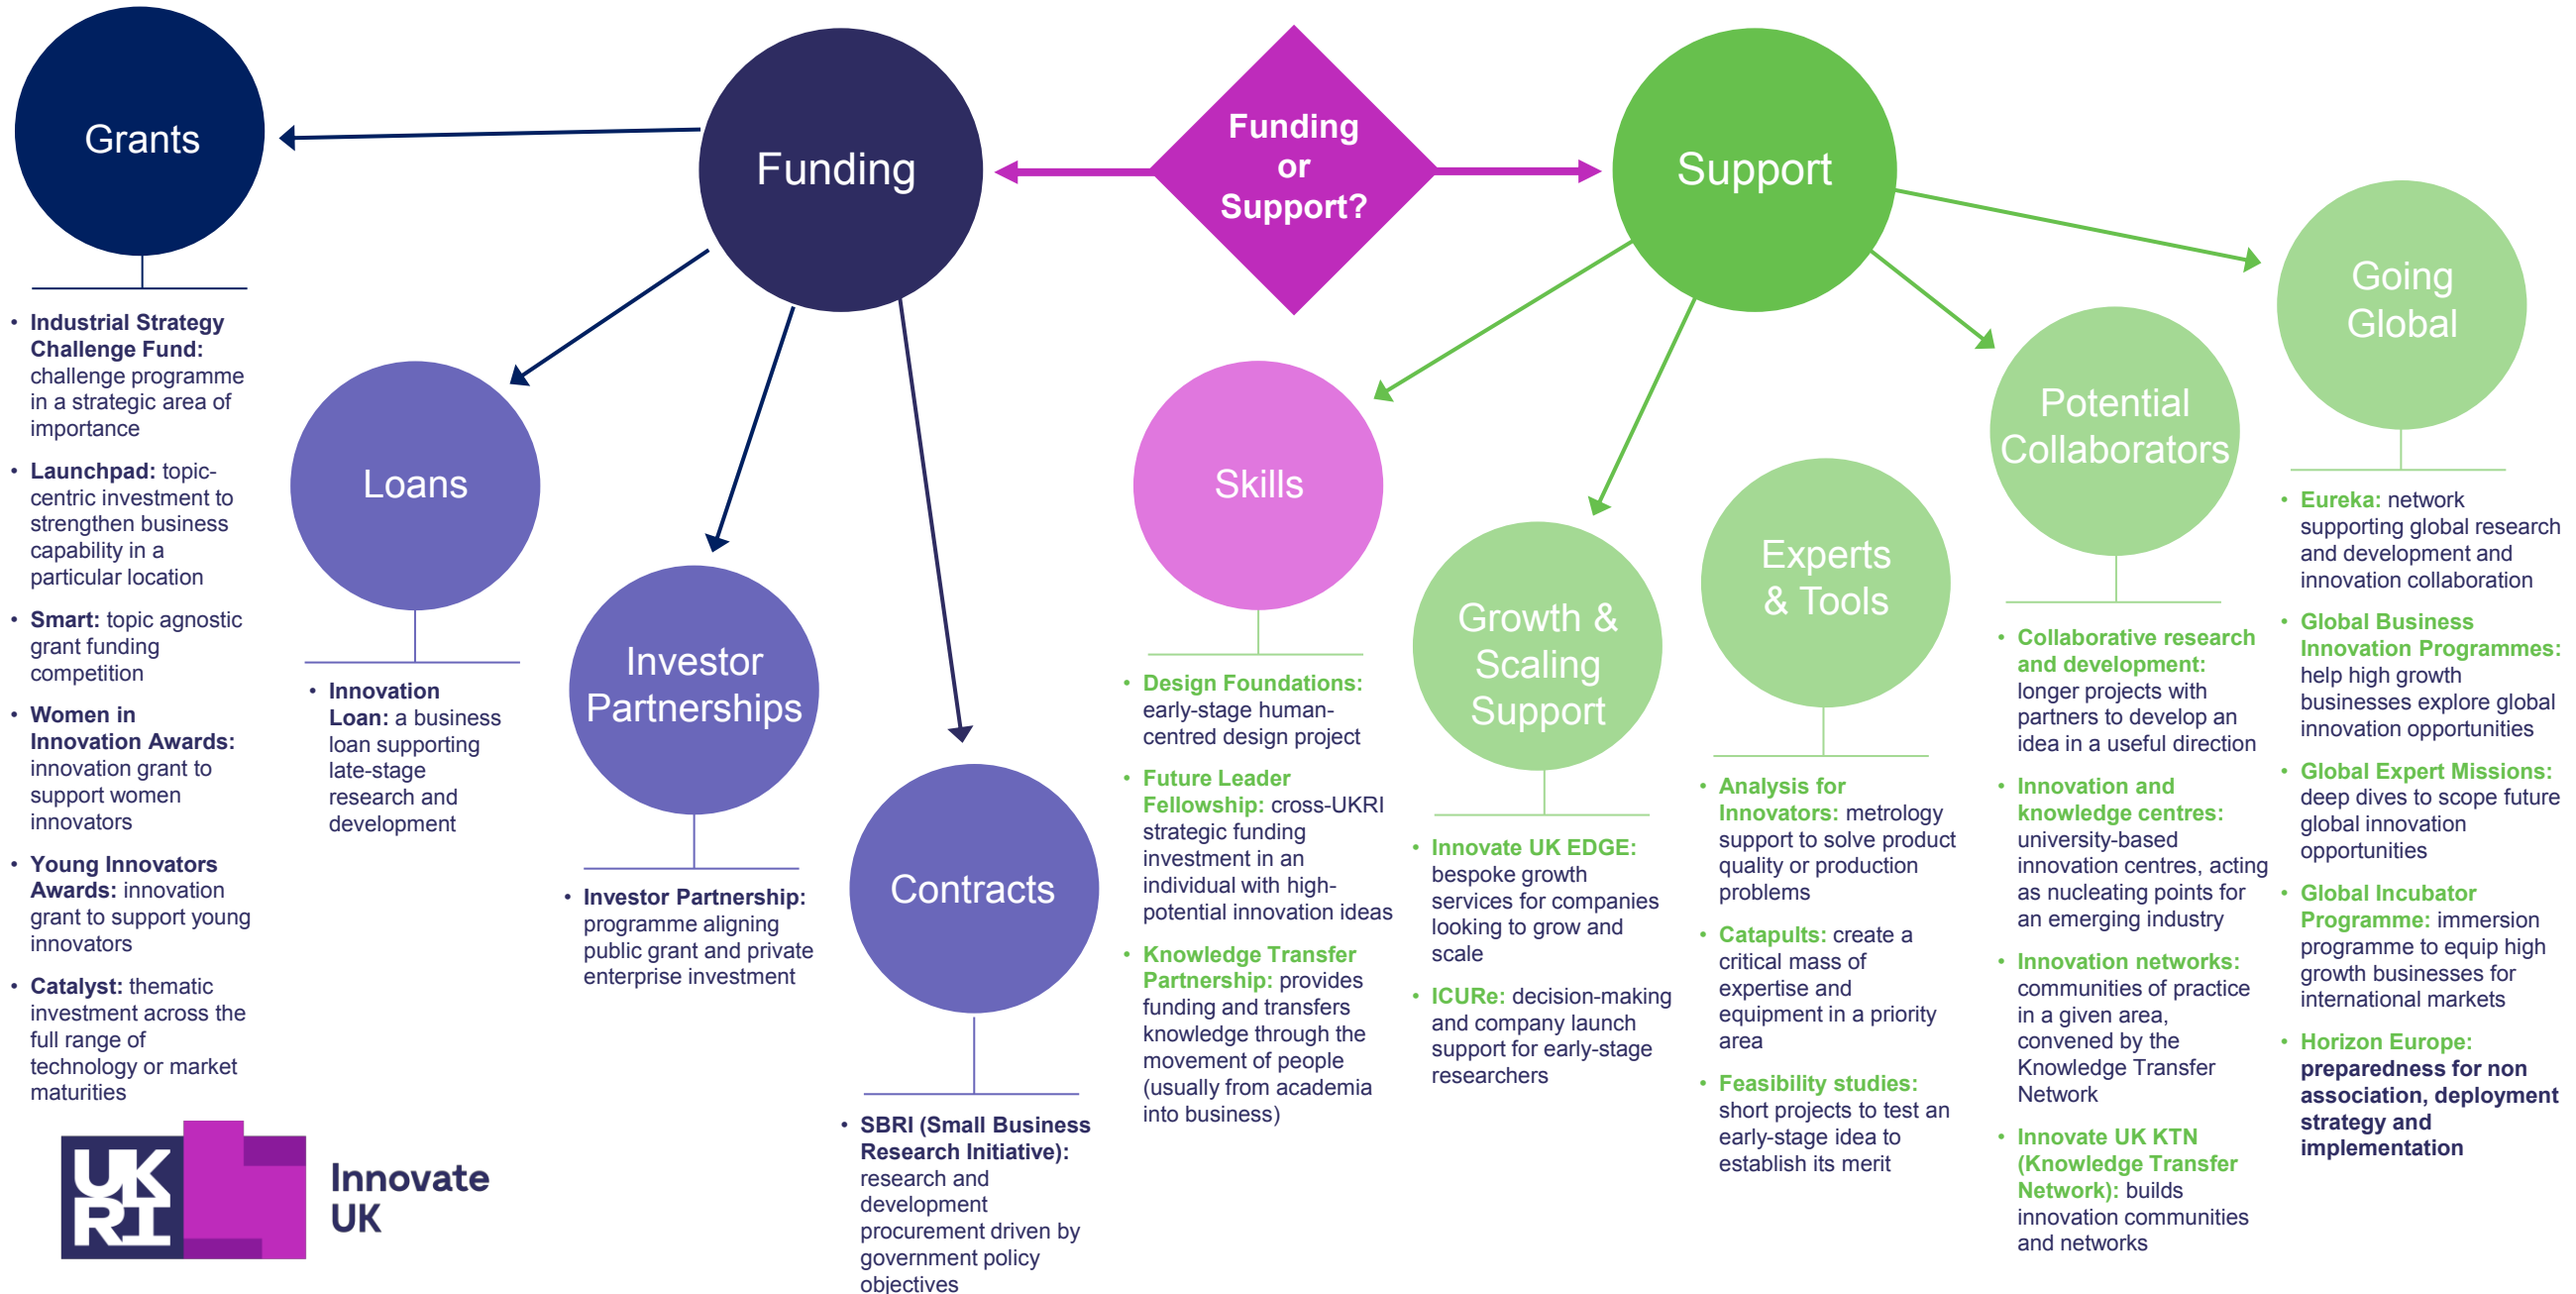 Grants
Funding
Funding
or
Support?
Support
Going
Global
Loans
Investor
Partnerships
Contracts
Skills
Growth &
Scaling
Support
Experts
& Tools
Potential
Collaborators
• Industrial Strategy
Challenge Fund:
challenge programme
in a strategic area of
importance
• Launchpad: topic-
centric investment to
strengthen business
capability in a
particular location
• Smart: topic agnostic
grant funding
competition
• Women in
Innovation Awards:
innovation grant to
support women
innovators
• Young Innovators
Awards: innovation
grant to support young
innovators
• Catalyst: thematic
investment across the
full range of
technology or market
maturities
• Innovation
Loan: a business
loan supporting
late-stage
research and
development
• Investor Partnership:
programme aligning
public grant and private
enterprise investment
• SBRI (Small Business
Research Initiative):
research and
development
procurement driven by
government policy
objectives
• Design Foundations:
early-stage human-
centred design project
• Future Leader
Fellowship: cross-UKRI
strategic funding
investment in an
individual with high-
potential innovation ideas
• Knowledge Transfer
Partnership: provides
funding and transfers
knowledge through the
movement of people
(usually from academia
into business)
• Innovate UK EDGE:
bespoke growth
services for companies
looking to grow and
scale
• ICURe: decision-making
and company launch
support for early-stage
researchers
• Analysis for
Innovators: metrology
support to solve product
quality or production
problems
• Catapults: create a
critical mass of
expertise and
equipment in a priority
area
• Feasibility studies:
short projects to test an
early-stage idea to
establish its merit
• Collaborative research
and development:
longer projects with
partners to develop an
idea in a useful direction
• Innovation and
knowledge centres:
university-based
innovation centres, acting
as nucleating points for
an emerging industry
• Innovation networks:
communities of practice
in a given area,
convened by the
Knowledge Transfer
Network
• Innovate UK KTN
(Knowledge Transfer
Network): builds
innovation communities
and networks
• Eureka: network
supporting global research
and development and
innovation collaboration
• Global Business
Innovation Programmes:
help high growth
businesses explore global
innovation opportunities
• Global Expert Missions:
deep dives to scope future
global innovation
opportunities
• Global Incubator
Programme: immersion
programme to equip high
growth businesses for
international markets
• Horizon Europe:
preparedness for non
association, deployment
strategy and
implementation
UK
RI
Innovate
UK